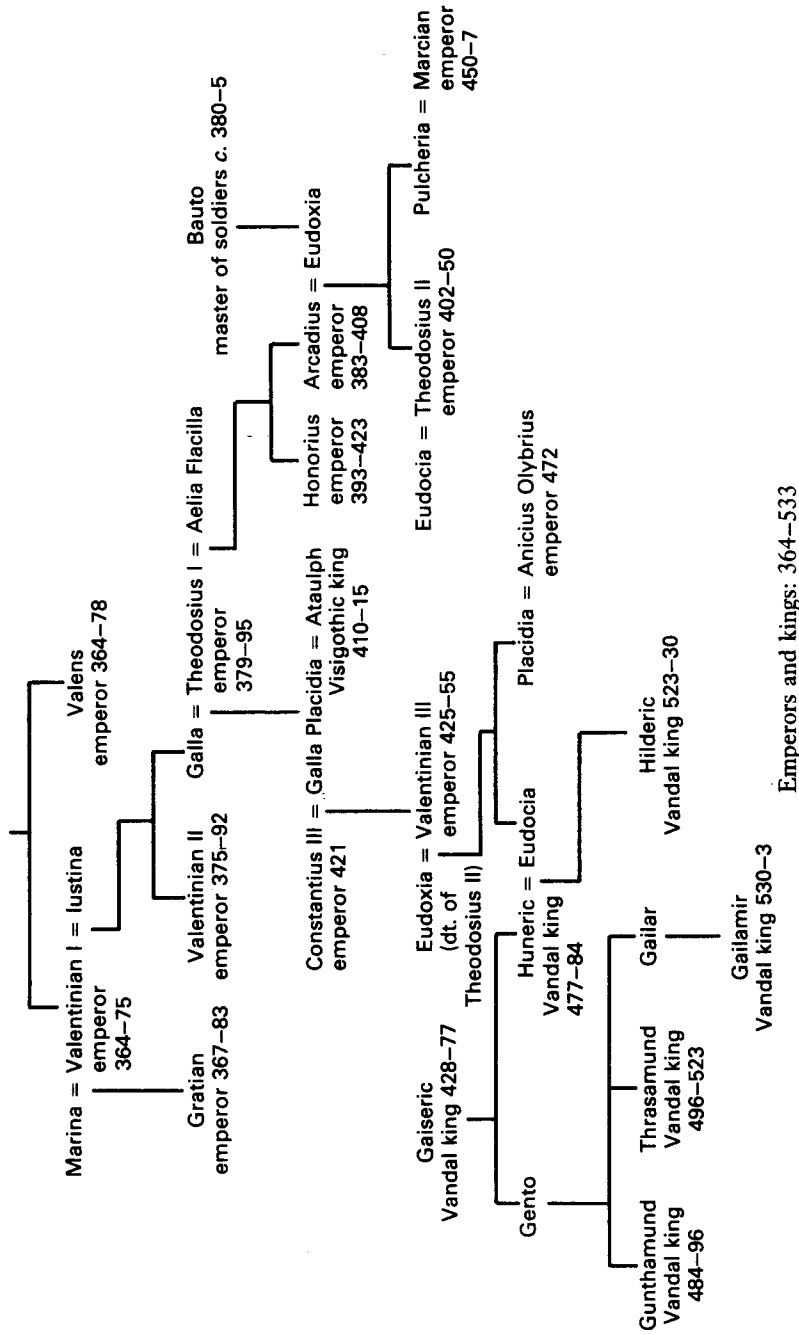 Valens
emperor 364–78
Marina = Valentinian I = Iustina
emperor
364–75
Bauto
master of soldiers c. 380–5
Gratian
emperor 367–83
Valentinian II
emperor 375–92
Galla = Theodosius I = Aelia Flacilla
emperor
379–95
Honorius
emperor
393–423
Arcadius = Eudoxia
emperor
383–408
Constantius III = Galla Placidia = Ataulph
emperor 421
Visigothic king
410–15
Eudocia = Theodosius II
emperor 402–50
Pulcheria = Marcian
emperor
450–7
Eudoxia = Valentinian III
(dt. of
Theodosius II)
emperor 425–55
Gaiseric
Vandal king 428–77
Gento
Huneric = Eudocia
Vandal king
477–84
Placidia = Anicius Olybrius
emperor 472
Gunthamund
Vandal king
484–96
Thrasamund
Vandal king
496–523
Gailar
Hilderic
Vandal king 523–30
Gailamir
Vandal king 530–3
Emperors and kings: 364–533